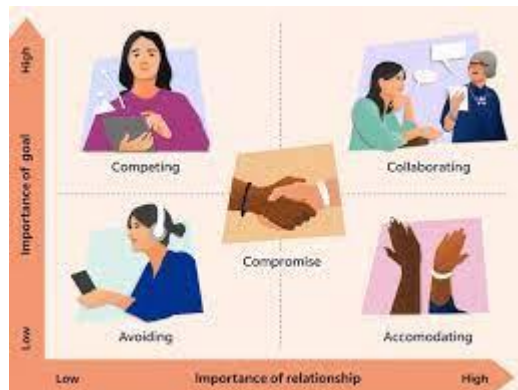 High
Importance of goal
Low
Competing
Collaborating
Compromise
Avoiding
Accomodating
Low
Importance of relationship
High